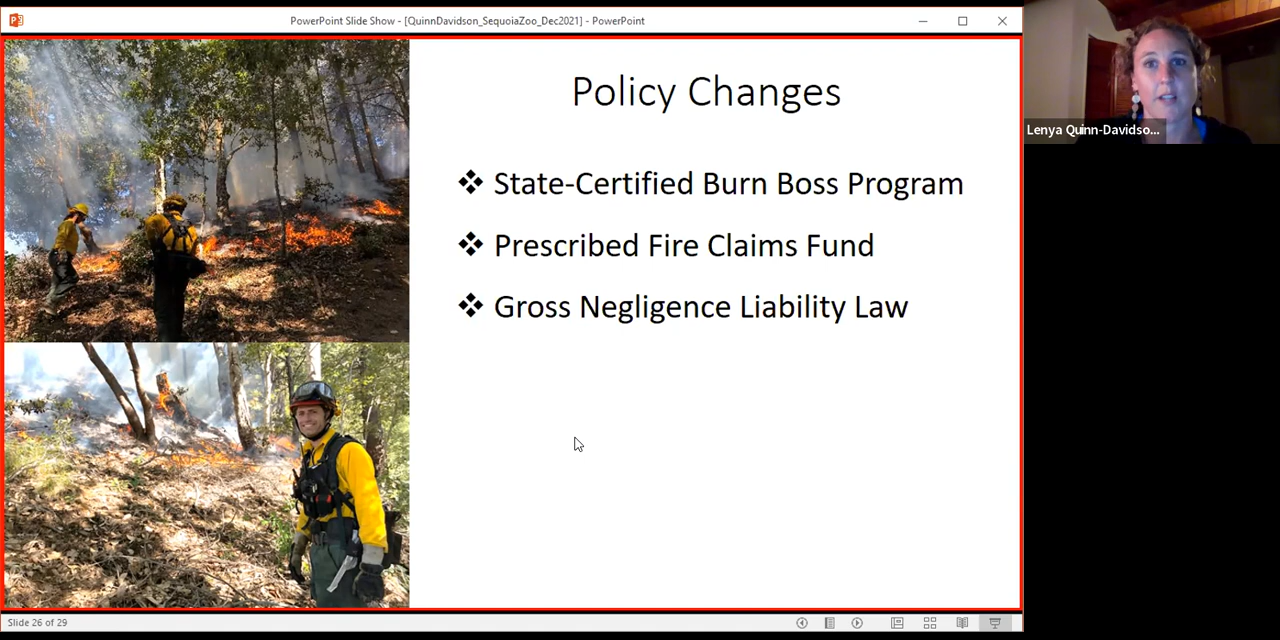 PowerPoint Slide Show - [QuinnDavidson_SequoiaZoo_Dec2021] - PowerPoint
Policy Changes
❖ State-Certified Burn Boss Program
❖ Prescribed Fire Claims Fund
❖ Gross Negligence Liability Law
Lenya Quinn-Davidso...
Slide 26 of 29